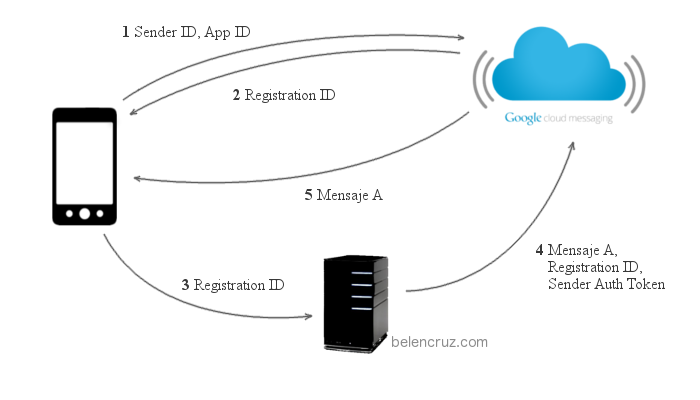 1 Sender ID, App ID
2 Registration ID
Google cloud messaging
5 Mensaje A
3 Registration ID
4 Mensaje A,
Registration ID,
Sender Auth Token
belencruz.com